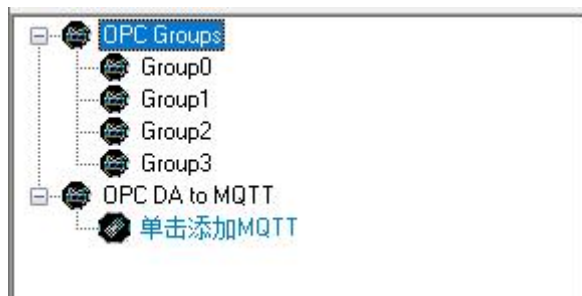 OPC Groups
Group0
Group1
Group2
Group3
OPC DA to MQTT
单击添加MQTT